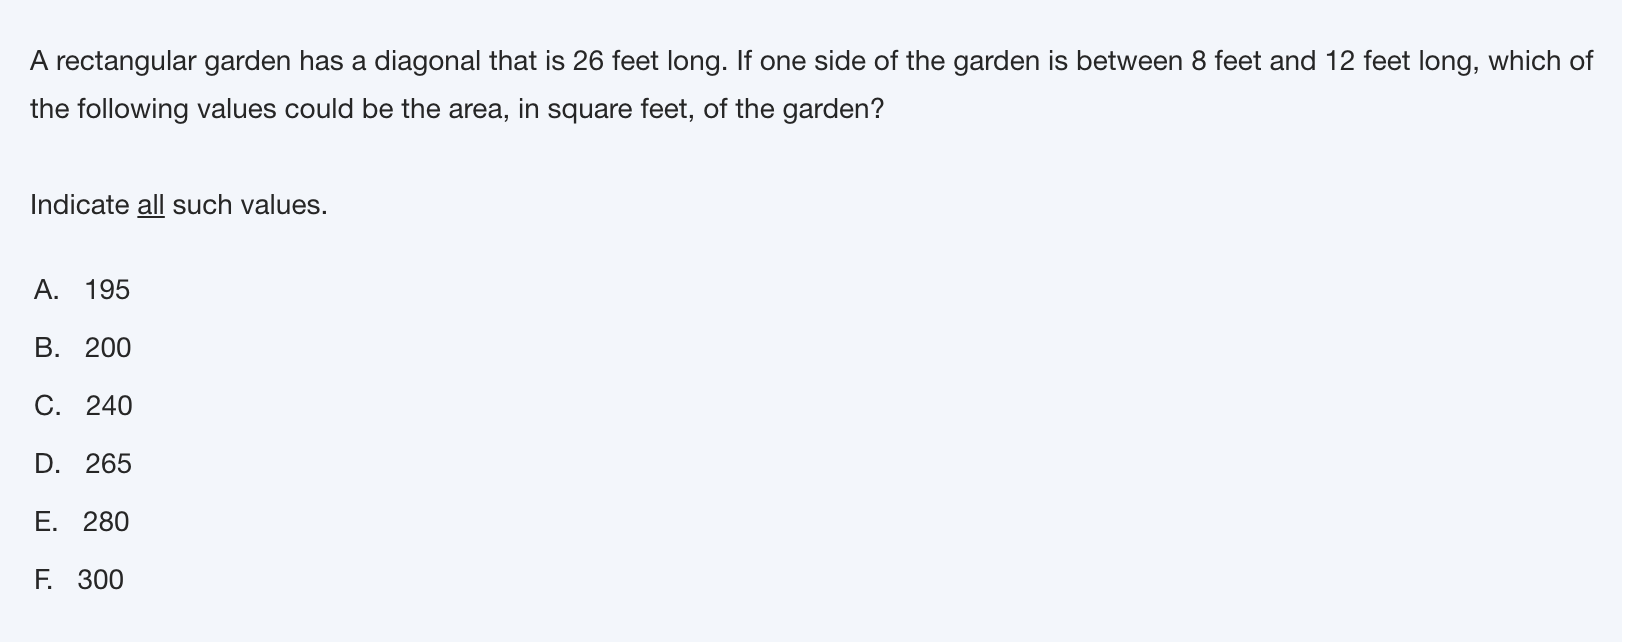 A rectangular garden has a diagonal that is 26 feet long. If one side of the garden is between 8 feet and 12 feet long, which of
the following values could be the area, in square feet, of the garden?
Indicate all such values.
A. 195
B. 200
C. 240
D. 265
E. 280
F. 300